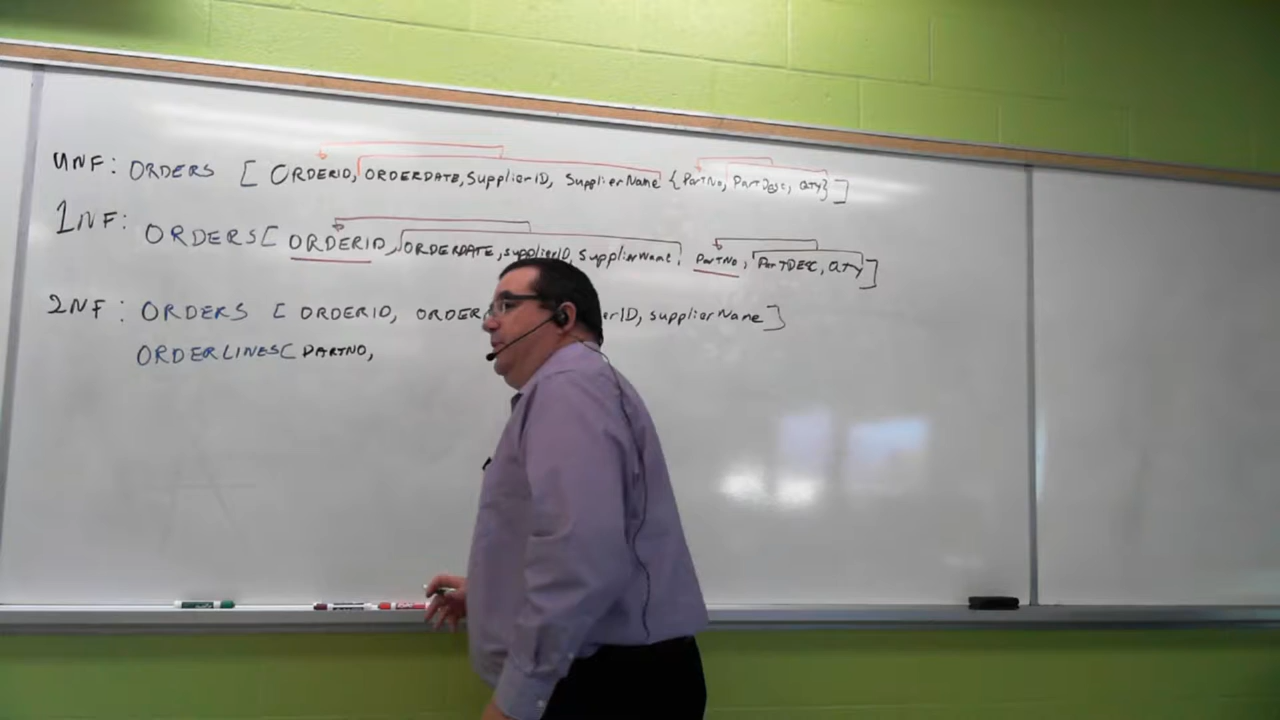 UNF: ORDERS [ ORDERID, ORDERDATE, SupplierID, SupplierName {PartNo, PartDesc, QTY} ]
1NF: ORDERS [ ORDERID, ORDERDATE, supplierID, supplierName, PartNo, PartDESC, QTY ]
2NF: ORDERS [ ORDERID, ORDER erID, supplierName ]
ORDERLINES [ PARTNO,